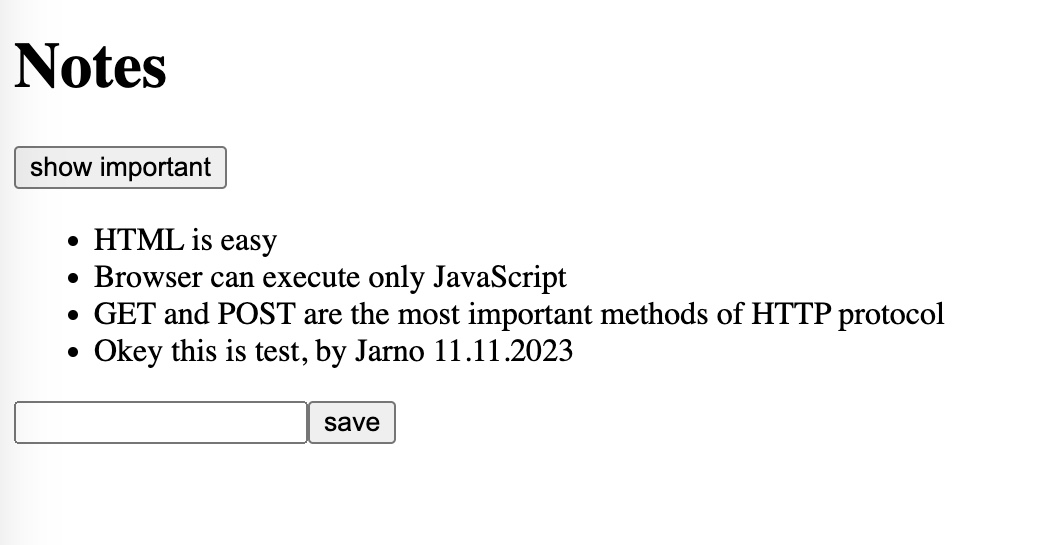 Notes
show important
HTML is easy
Browser can execute only JavaScript
GET and POST are the most important methods of HTTP protocol
Okey this is test, by Jarno 11.11.2023
save